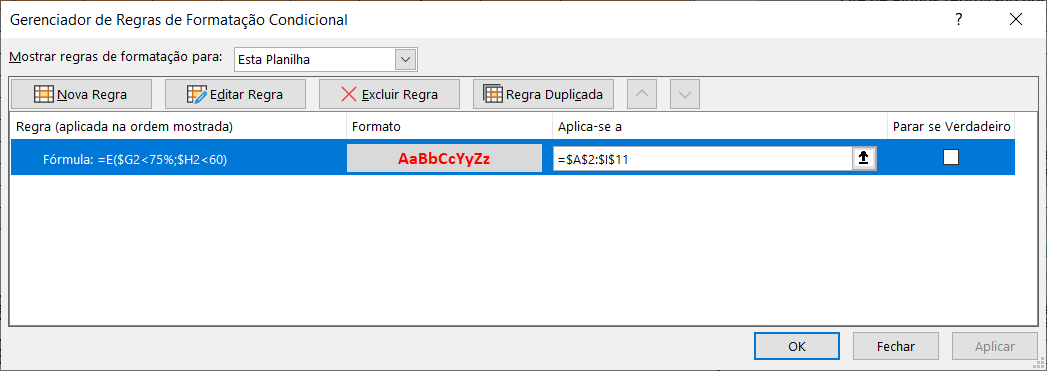 Gerenciador de Regras de Formatação Condicional ?
Mostrar regras de formatação para: Esta Planilha
Nova Regra Editar Regra Excluir Regra Regra Duplicada
Regra (aplicada na ordem mostrada) Formato Aplica-se a Parar se Verdadeiro
Fórmula: =E($G2<75%;$H2<60) AaBbCcYyZz =$A$2:$I$11
OK Fechar Aplicar